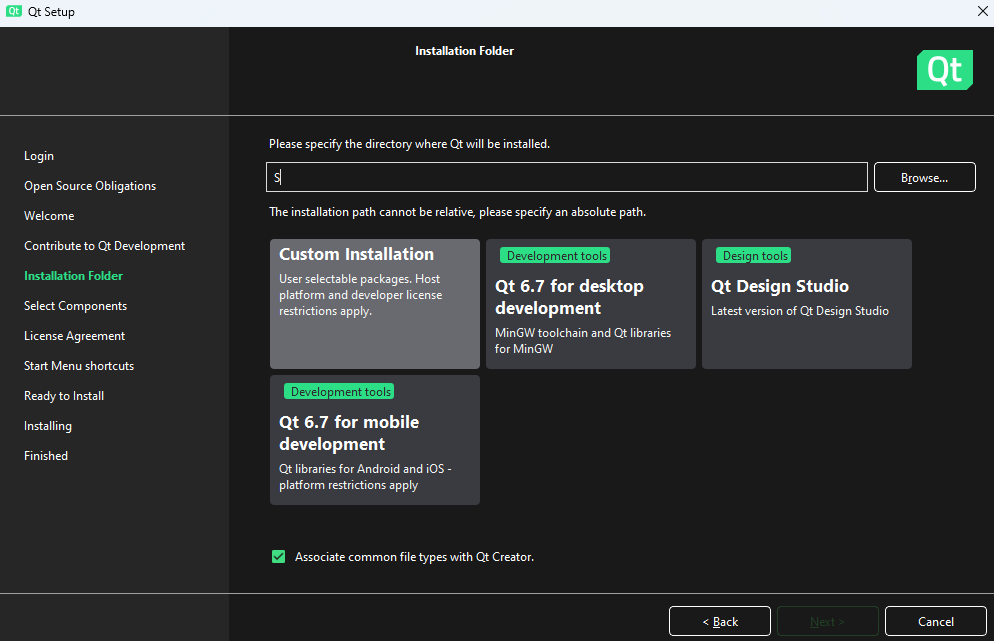 Qt Qt Setup
Installation Folder
Qt
Login
Open Source Obligations
Welcome
Contribute to Qt Development
Installation Folder
Select Components
License Agreement
Start Menu shortcuts
Ready to Install
Installing
Finished
Please specify the directory where Qt will be installed.
S
Browse...
The installation path cannot be relative, please specify an absolute path.
Custom Installation
User selectable packages. Host
platform and developer license
restrictions apply.
Development tools
Qt 6.7 for desktop
development
MinGW toolchain and Qt libraries
for MinGW
Design tools
Qt Design Studio
Latest version of Qt Design Studio
Development tools
Qt 6.7 for mobile
development
Qt libraries for Android and iOS -
platform restrictions apply
Associate common file types with Qt Creator.
< Back
Next >
Cancel